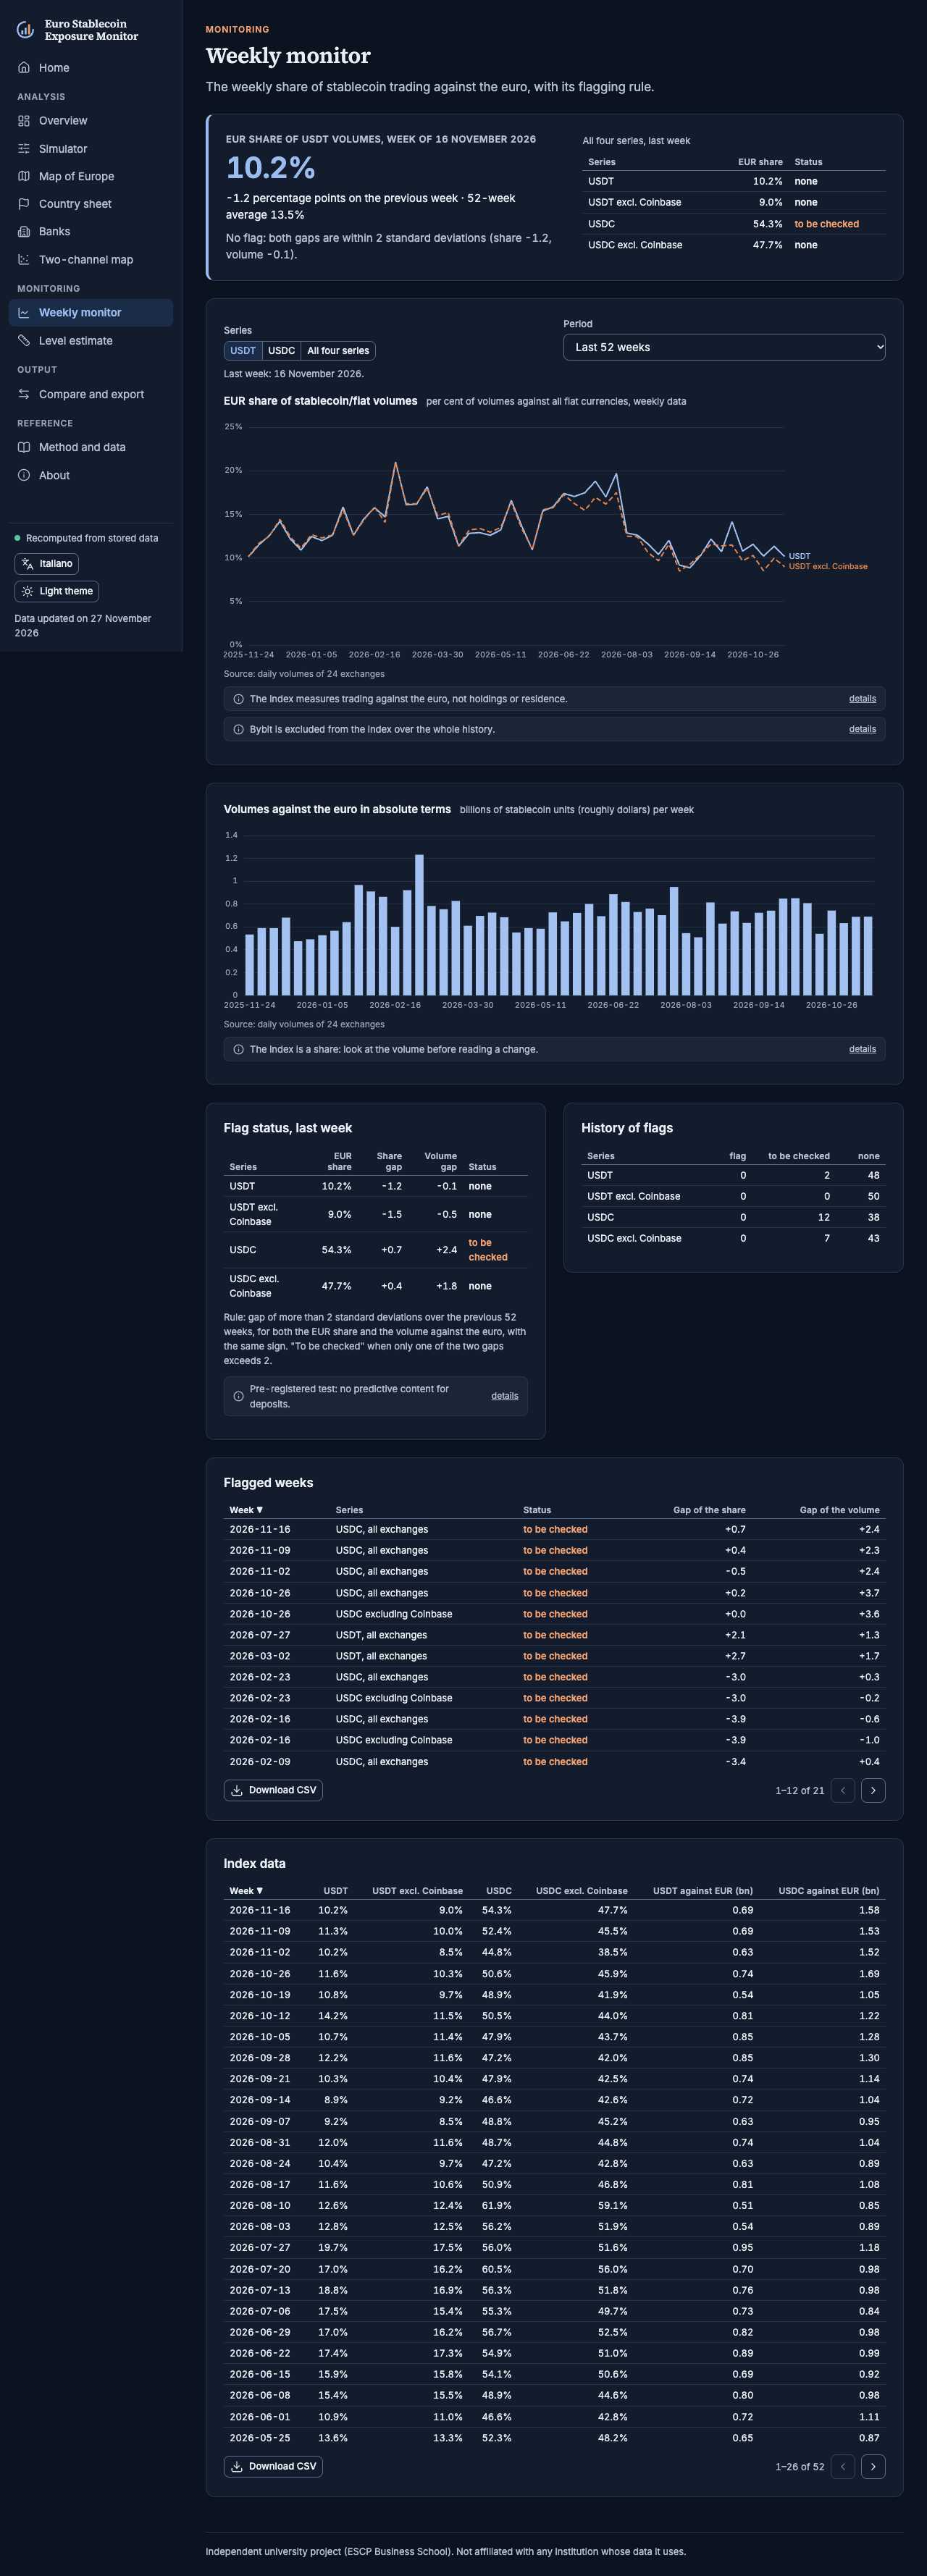 Euro Stablecoin
Exposure Monitor
Home
ANALYSIS
Overview
Simulator
Map of Europe
Country sheet
Banks
Two-channel map
MONITORING
Weekly monitor
Level estimate
OUTPUT
Compare and export
REFERENCE
Method and data
About
Recomputed from stored data
Italiano
Light theme
Data updated on 27 November
2026
MONITORING
Weekly monitor
The weekly share of stablecoin trading against the euro, with its flagging rule.
EUR SHARE OF USDT VOLUMES, WEEK OF 16 NOVEMBER 2026
10.2%
-1.2 percentage points on the previous week · 52-week
average 13.5%
No flag: both gaps are within 2 standard deviations (share -1.2,
volume -0.1).
All four series, last week
Series EUR share Status
USDT 10.2% none
USDT excl. Coinbase 9.0% none
USDC 54.3% to be checked
USDC excl. Coinbase 47.7% none
Series
USDT USDC All four series
Last week: 16 November 2026.
Period
Last 52 weeks
EUR share of stablecoin/fiat volumes per cent of volumes against all fiat currencies, weekly data
25%
20%
15%
10%
5%
0%
USDT
USDT excl. Coinbase
2025-11-24 2026-01-05 2026-02-16 2026-03-30 2026-05-11 2026-06-22 2026-08-03 2026-09-14 2026-10-26
Source: daily volumes of 24 exchanges
The index measures trading against the euro, not holdings or residence. details
Bybit is excluded from the index over the whole history. details
Volumes against the euro in absolute terms billions of stablecoin units (roughly dollars) per week
1.4
1.2
1
0.8
0.6
0.4
0.2
0
2025-11-24 2026-01-05 2026-02-16 2026-03-30 2026-05-11 2026-06-22 2026-08-03 2026-09-14 2026-10-26
Source: daily volumes of 24 exchanges
The index is a share: look at the volume before reading a change. details
Flag status, last week
Series EUR share Share gap Volume gap Status
USDT 10.2% -1.2 -0.1 none
USDT excl. Coinbase 9.0% -1.5 -0.5 none
USDC 54.3% +0.7 +2.4 to be checked
USDC excl. Coinbase 47.7% +0.4 +1.8 none
Rule: gap of more than 2 standard deviations over the previous 52
weeks, for both the EUR share and the volume against the euro, with
the same sign. "To be checked" when only one of the two gaps
exceeds 2.
Pre-registered test: no predictive content for
deposits. details
History of flags
Series flag to be checked none
USDT 0 2 48
USDT excl. Coinbase 0 0 50
USDC 0 12 38
USDC excl. Coinbase 0 7 43
Flagged weeks
Week ▼ Series Status Gap of the share Gap of the volume
2026-11-16 USDC, all exchanges to be checked +0.7 +2.4
2026-11-09 USDC, all exchanges to be checked +0.4 +2.3
2026-11-02 USDC, all exchanges to be checked -0.5 +2.4
2026-10-26 USDC, all exchanges to be checked +0.2 +3.7
2026-10-26 USDC excluding Coinbase to be checked +0.0 +3.6
2026-07-27 USDT, all exchanges to be checked +2.1 +1.3
2026-03-02 USDT, all exchanges to be checked +2.7 +1.7
2026-02-23 USDC, all exchanges to be checked -3.0 +0.3
2026-02-23 USDC excluding Coinbase to be checked -3.0 -0.2
2026-02-16 USDC, all exchanges to be checked -3.9 -0.6
2026-02-16 USDC excluding Coinbase to be checked -3.9 -1.0
2026-02-09 USDC, all exchanges to be checked -3.4 +0.4
Download CSV 1–12 of 21
Index data
Week ▼ USDT USDT excl. Coinbase USDC USDC excl. Coinbase USDT against EUR (bn) USDC against EUR (bn)
2026-11-16 10.2% 9.0% 54.3% 47.7% 0.69 1.58
2026-11-09 11.3% 10.0% 52.4% 45.5% 0.69 1.53
2026-11-02 10.2% 8.5% 44.8% 38.5% 0.63 1.52
2026-10-26 11.6% 10.3% 50.6% 45.9% 0.74 1.69
2026-10-19 10.8% 9.7% 48.9% 41.9% 0.54 1.05
2026-10-12 14.2% 11.5% 50.5% 44.0% 0.81 1.22
2026-10-05 10.7% 11.4% 47.9% 43.7% 0.85 1.28
2026-09-28 12.2% 11.6% 47.2% 42.0% 0.85 1.30
2026-09-21 10.3% 10.4% 47.9% 42.5% 0.74 1.14
2026-09-14 8.9% 9.2% 46.6% 42.6% 0.72 1.04
2026-09-07 9.2% 8.5% 48.8% 45.2% 0.63 0.95
2026-08-31 12.0% 11.6% 48.7% 44.8% 0.74 1.04
2026-08-24 10.4% 9.7% 47.2% 42.8% 0.63 0.89
2026-08-17 11.6% 10.6% 50.9% 46.8% 0.81 1.08
2026-08-10 12.6% 12.4% 61.9% 59.1% 0.51 0.85
2026-08-03 12.8% 12.5% 56.2% 51.9% 0.54 0.89
2026-07-27 19.7% 17.5% 56.0% 51.6% 0.95 1.18
2026-07-20 17.0% 16.2% 60.5% 56.0% 0.70 0.98
2026-07-13 18.8% 16.9% 56.3% 51.8% 0.76 0.98
2026-07-06 17.5% 15.4% 55.3% 49.7% 0.73 0.84
2026-06-29 17.0% 16.2% 56.7% 52.5% 0.82 0.98
2026-06-22 17.4% 17.3% 54.9% 51.0% 0.89 0.99
2026-06-15 15.9% 15.8% 54.1% 50.6% 0.69 0.92
2026-06-08 15.4% 15.5% 48.9% 44.6% 0.80 0.98
2026-06-01 10.9% 11.0% 46.6% 42.8% 0.72 1.11
2026-05-25 13.6% 13.3% 52.3% 48.2% 0.65 0.87
Download CSV 1–26 of 52
Independent university project (ESCP Business School). Not affiliated with any institution whose data it uses.